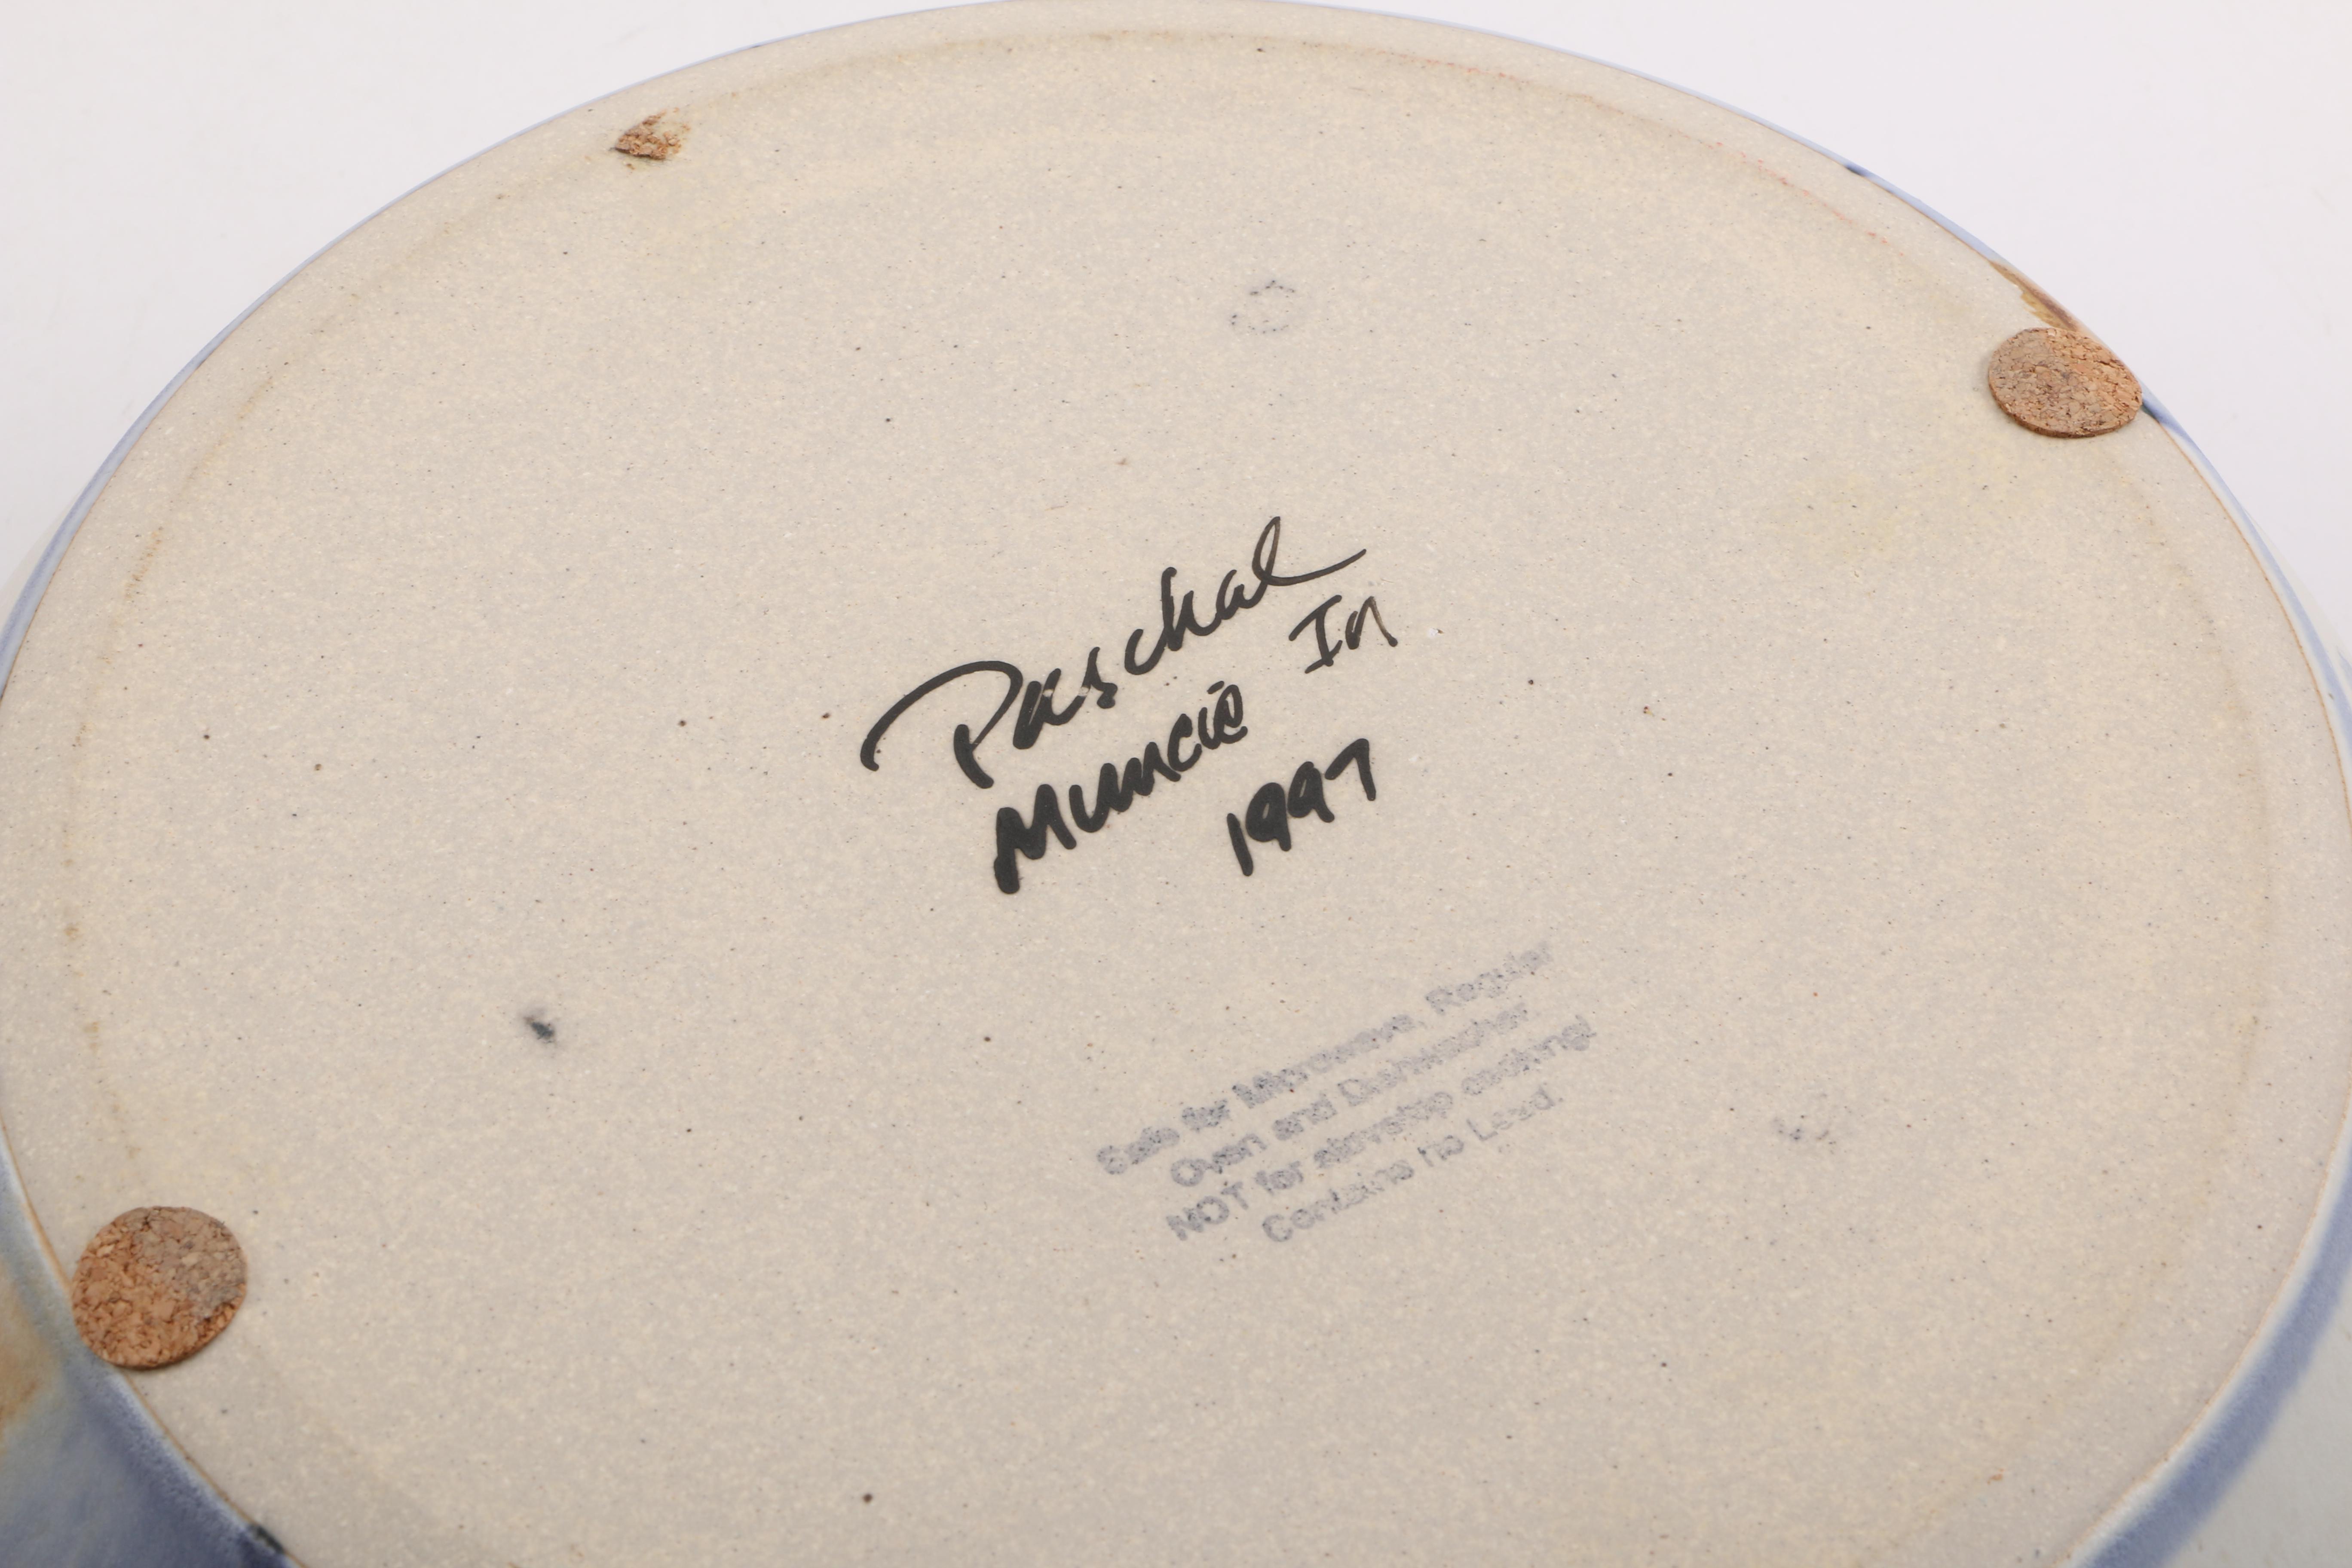 Paschal
Muncie In
1997
Safe for Microwave, Regular
Oven and Dishwasher
NOT for stovetop cooking!
Contains no Lead.